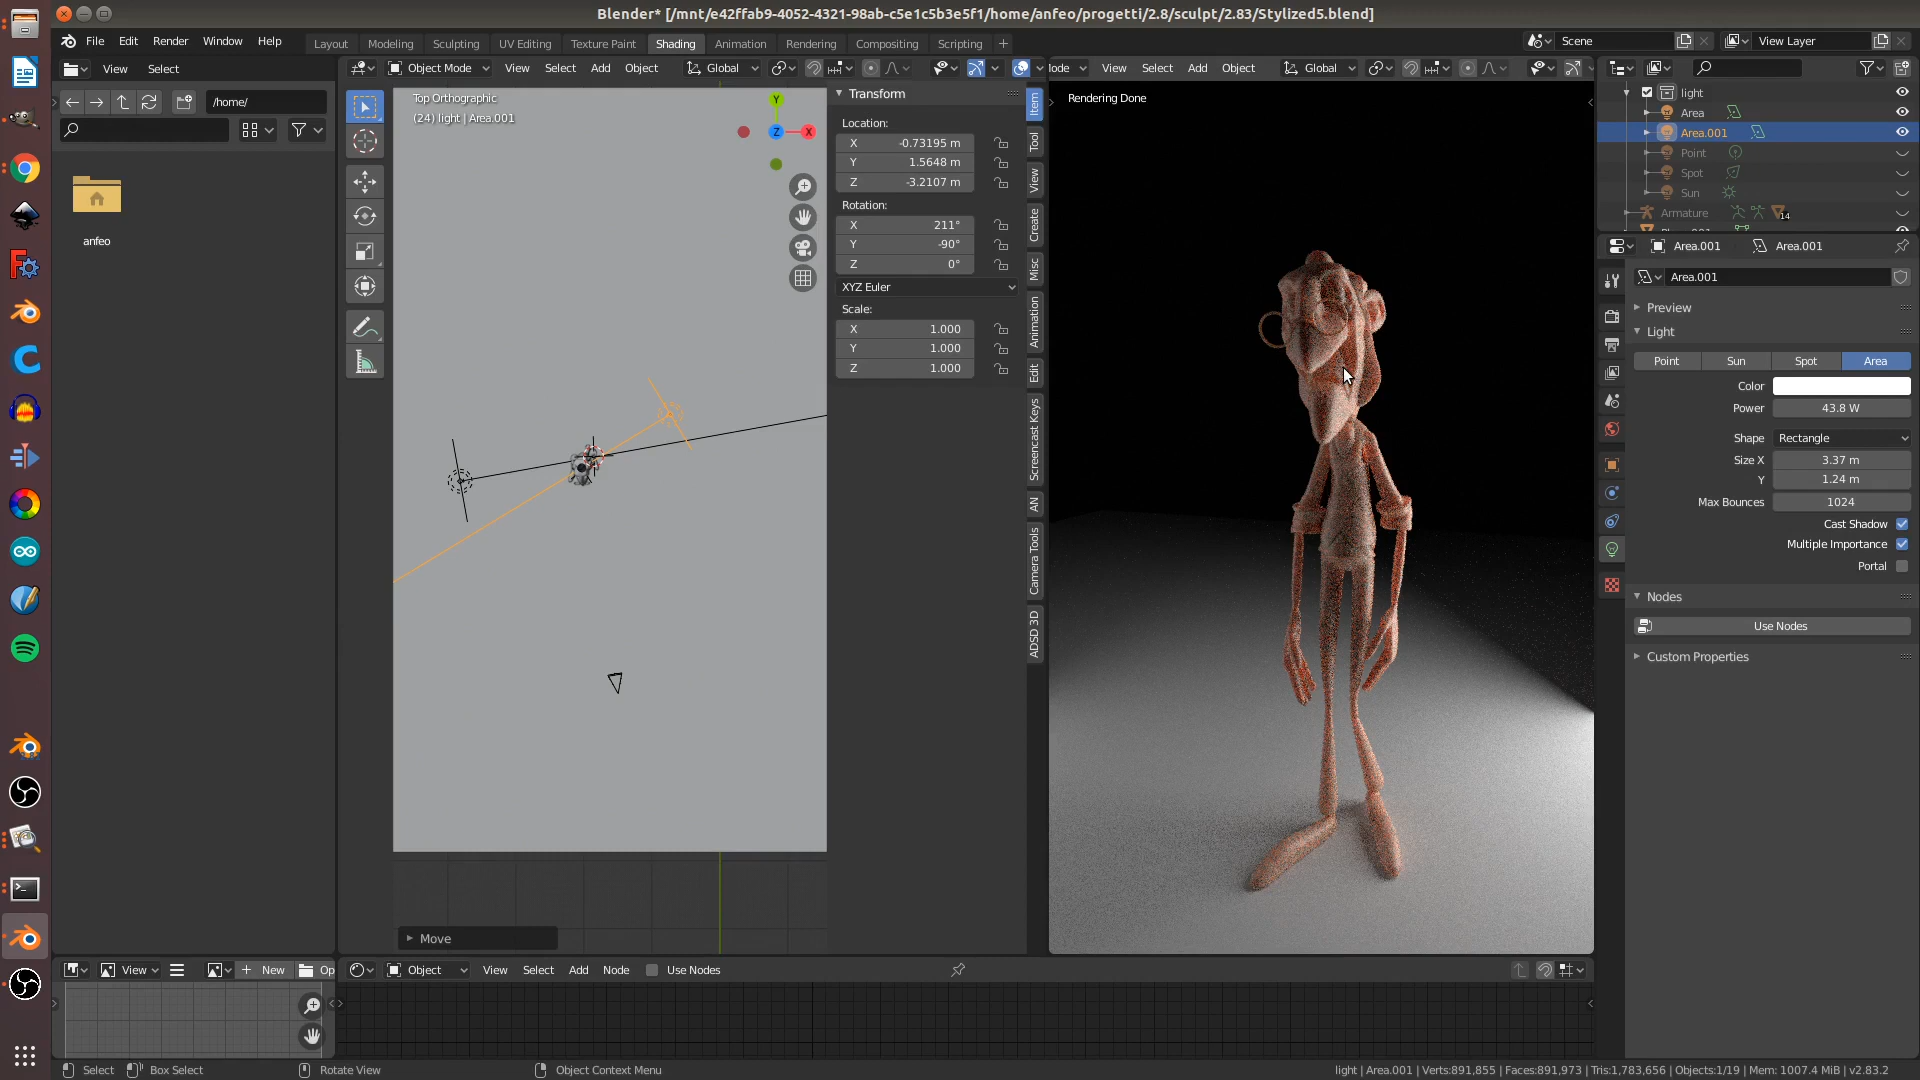 Blender* [/mnt/e42ffab9-4052-4321-98ab-c5e1c5b3e5f1/home/anfeo/progetti/2.8/sculpt/2.83/Stylized5.blend]
File Edit Render Window Help Layout Modeling Sculpting UV Editing Texture Paint Shading Animation Rendering Compositing Scripting Scene View Layer
View Select Object Mode View Select Add Object Global ode View Select Add Object Global
/home/
anfeo
Top Orthographic
(24) light | Area.001
Y
Z
X
Move
Transform
Location:
X -0.73195 m
Y 1.5648 m
Z -3.2107 m
Rotation:
X 211°
Y -90°
Z 0°
XYZ Euler
Scale:
X 1.000
Y 1.000
Z 1.000
Item
Tool
View
Create
Misc
Animation
Edit
Screencast Keys
AN
Camera Tools
ADSD 3D
Rendering Done
light
Area
Area.001
Point
Spot
Sun
Armature 14
Area.001 Area.001
Area.001
Preview
Light
Point Sun Spot Area
Color
Power 43.8 W
Shape Rectangle
Size X 3.37 m
Y 1.24 m
Max Bounces 1024
Cast Shadow
Multiple Importance
Portal
Nodes
Use Nodes
Custom Properties
View New Op Object View Select Add Node Use Nodes
Select Box Select Rotate View Object Context Menu light | Area.001 | Verts:891,855 | Faces:891,973 | Tris:1,783,656 | Objects:1/19 | Mem: 1007.4 MiB | v2.83.2